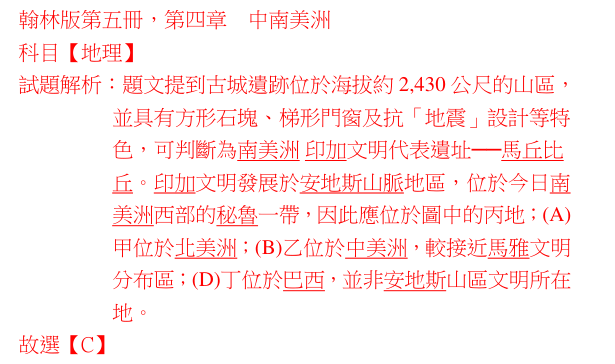 翰林版第五冊，第四章　中南美洲
科目【地理】
試題解析：題文提到古城遺跡位於海拔約 2,430 公尺的山區，
並具有方形石塊、梯形門窗及抗「地震」設計等特
色，可判斷為南美洲 印加文明代表遺址──馬丘比
丘。印加文明發展於安地斯山脈地區，位於今日南
美洲西部的秘魯一帶，因此應位於圖中的丙地；(A)
甲位於北美洲；(B)乙位於中美洲，較接近馬雅文明
分布區；(D)丁位於巴西，並非安地斯山區文明所在
地。
故選【C】